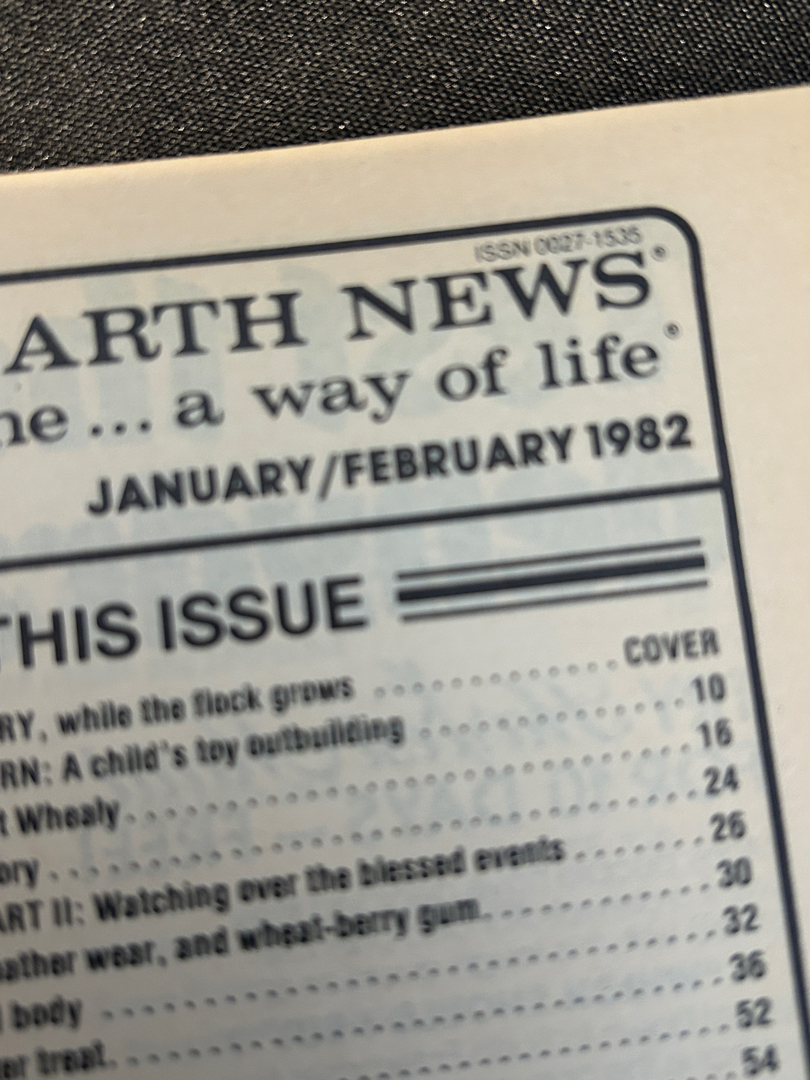 ISSN 0027-1535
ARTH NEWS®
ne ... a way of life®
JANUARY/FEBRUARY 1982
THIS ISSUE
RY, while the flock grows ............. COVER
RN: A child's toy outbuilding ............. 10
t Whealy ............. 16
ory ............. 24
ART II: Watching over the blessed events ....... 26
eather wear, and wheat-berry gum ............. 30
body ............. 32
er treat ............. 36
52
54